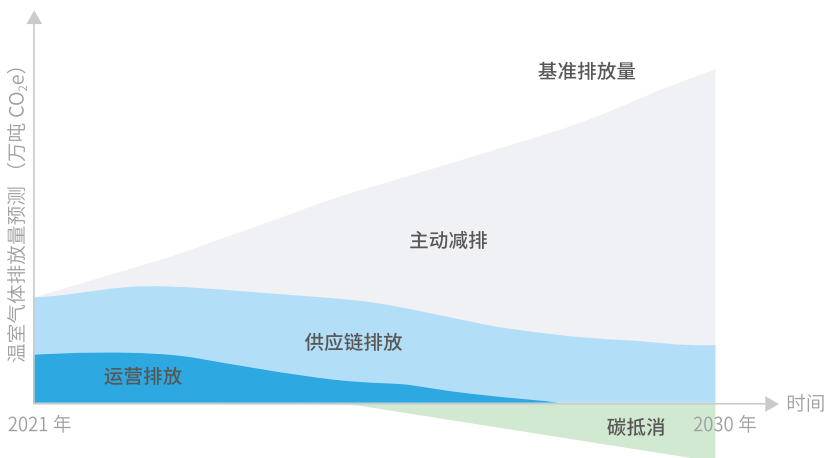 温室气体排放量预测（万吨 CO₂e）
基准排放量
主动减排
供应链排放
运营排放
时间
2021 年
碳抵消
2030 年